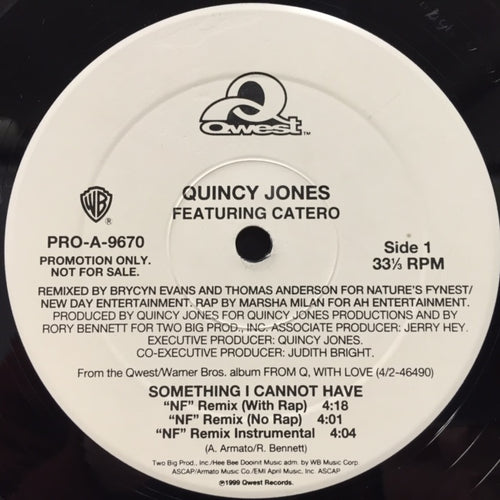 Qwest™
QUINCY JONES
FEATURING CATERO
WB
PRO-A-9670
PROMOTION ONLY.
NOT FOR SALE.
Side 1
33⅓ RPM
REMIXED BY BRYCYN EVANS AND THOMAS ANDERSON FOR NATURE'S FYNEST/
NEW DAY ENTERTAINMENT. RAP BY MARSHA MILAN FOR AH ENTERTAINMENT.
PRODUCED BY QUINCY JONES FOR QUINCY JONES PRODUCTIONS AND BY
RORY BENNETT FOR TWO BIG PROD., INC. ASSOCIATE PRODUCER: JERRY HEY.
EXECUTIVE PRODUCER: QUINCY JONES.
CO-EXECUTIVE PRODUCER: JUDITH BRIGHT.
From the Qwest/Warner Bros. album FROM Q, WITH LOVE (4/2-46490)
SOMETHING I CANNOT HAVE
"NF" Remix (With Rap) 4:18
"NF" Remix (No Rap) 4:01
"NF" Remix Instrumental 4:04
(A. Armato/R. Bennett)
Two Big Prod., Inc./Hee Bee Dooinit Music adm. by WB Music Corp.
ASCAP/Armato Music Co./EMI April Music, Inc. ASCAP
℗1999 Qwest Records.